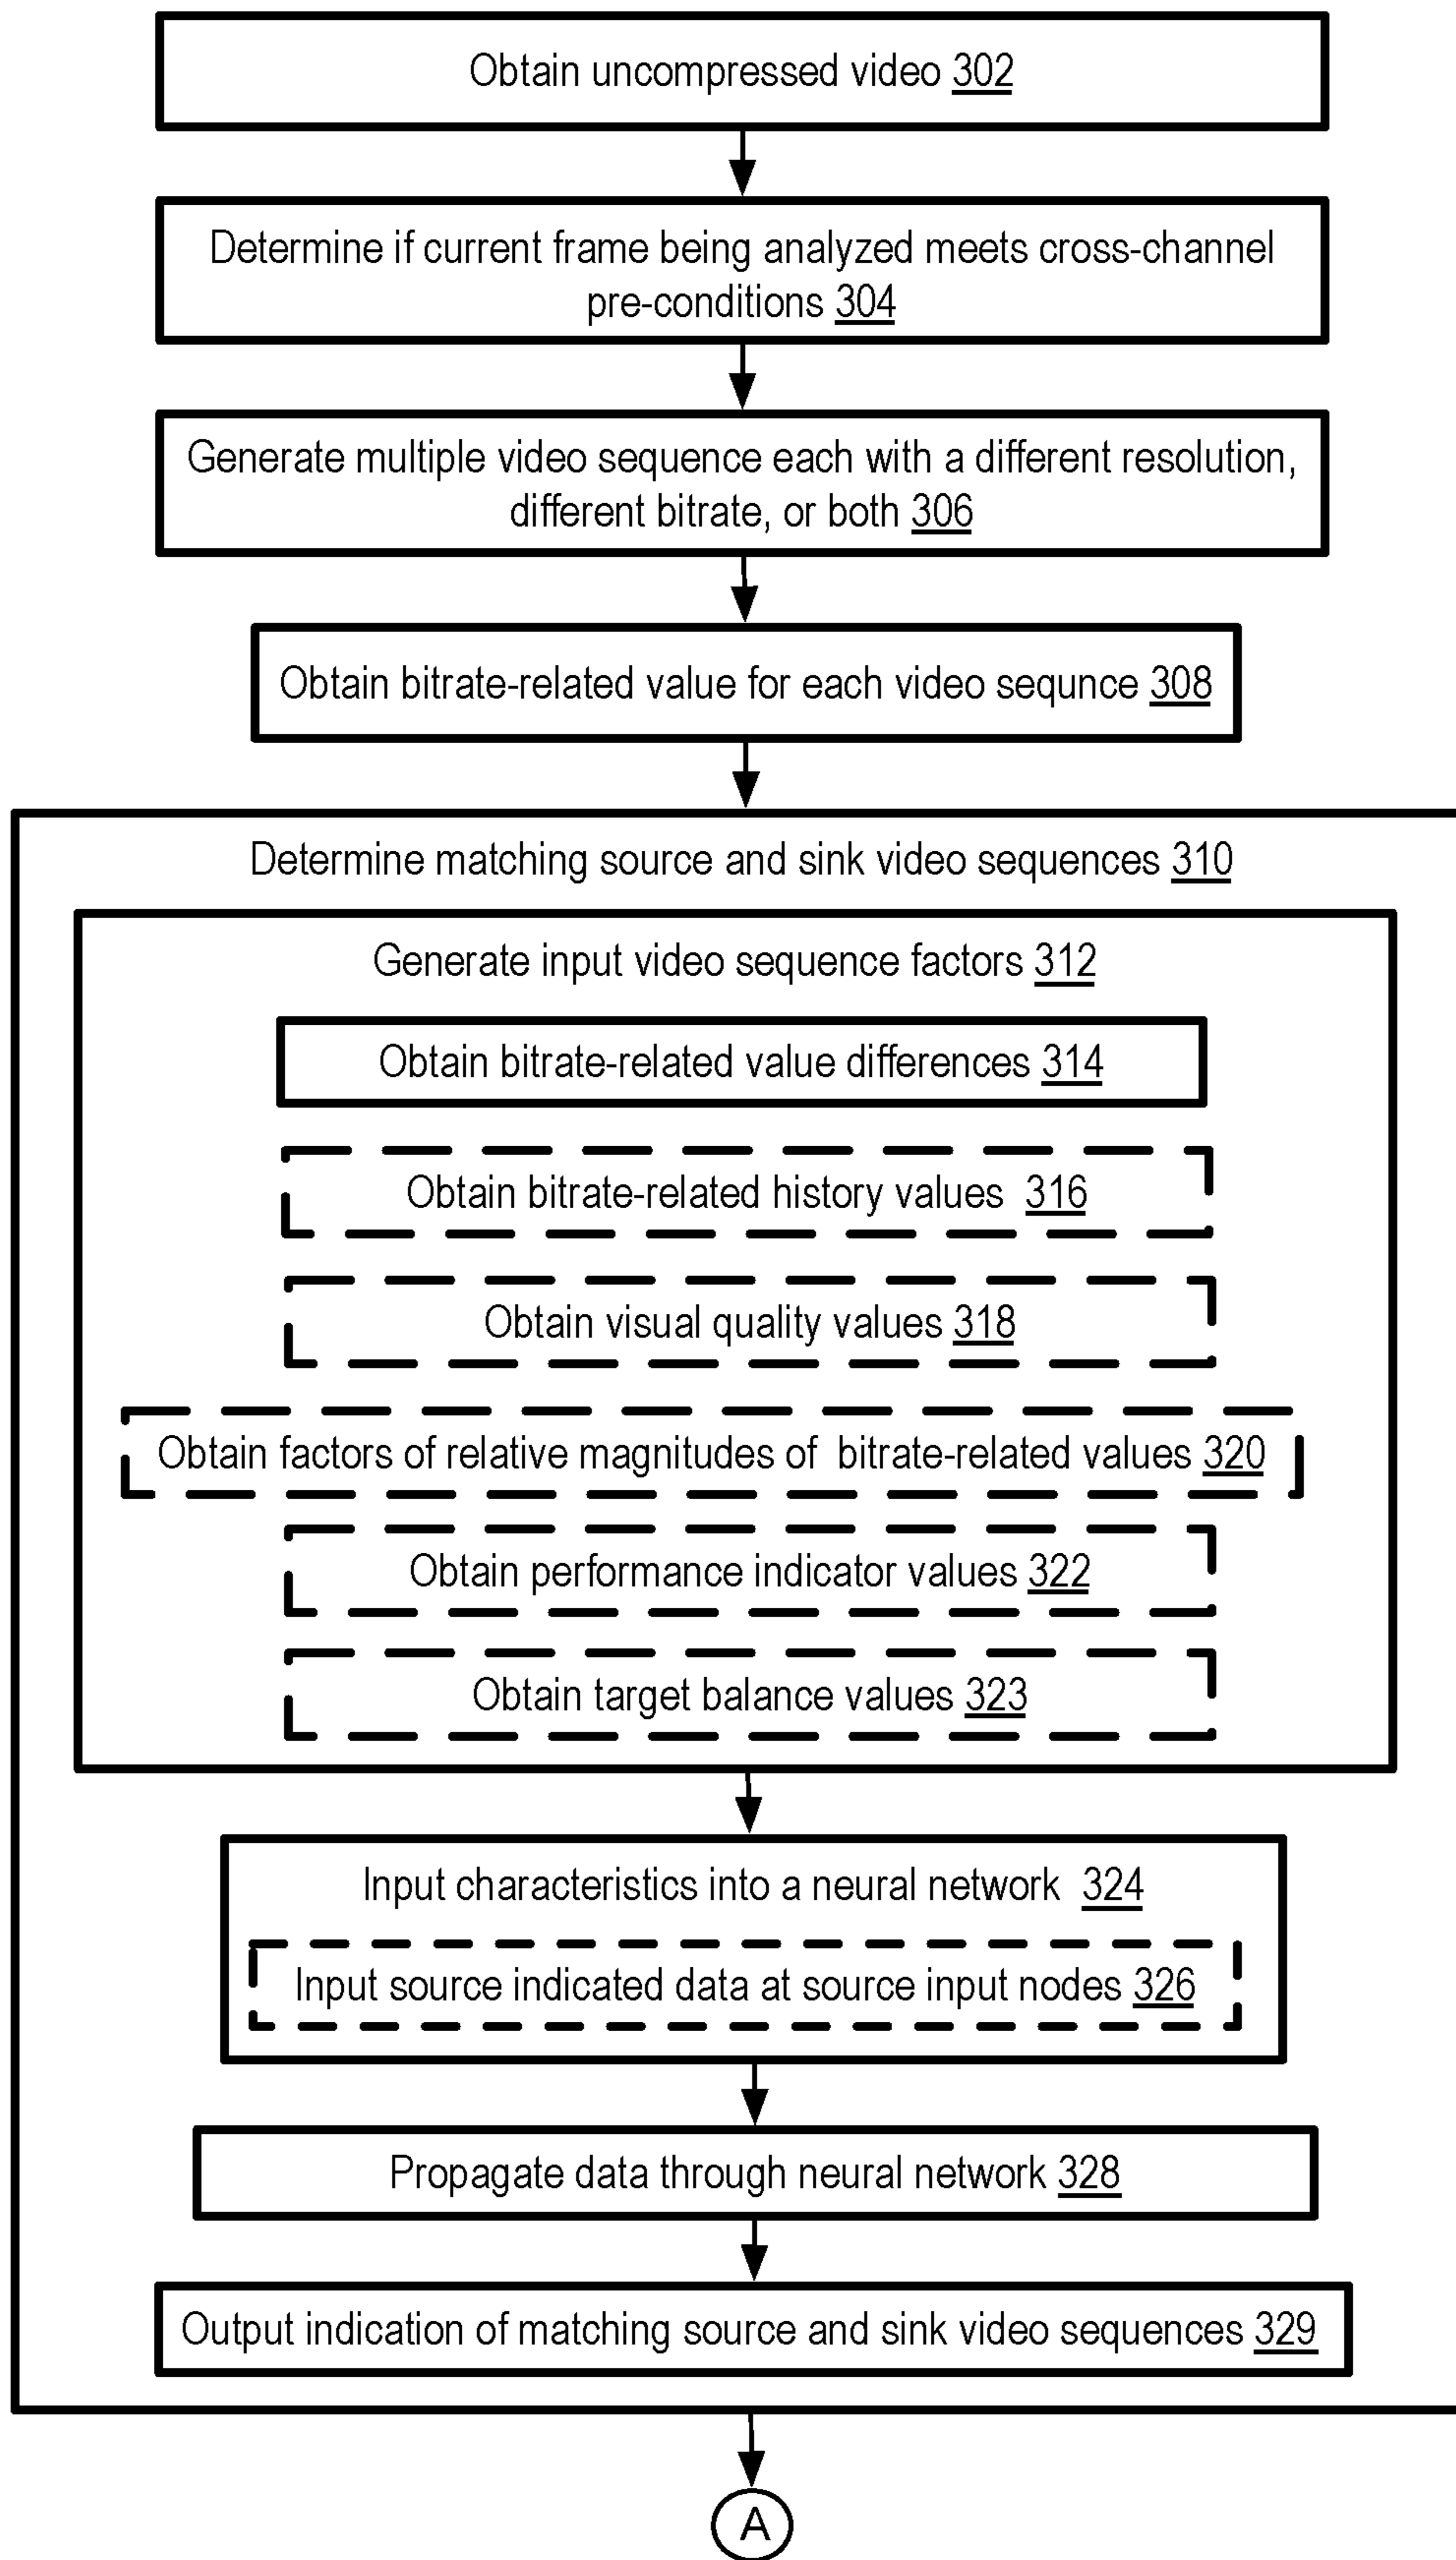 Obtain uncompressed video 302
Determine if current frame being analyzed meets cross-channel
pre-conditions 304
Generate multiple video sequence each with a different resolution,
different bitrate, or both 306
Obtain bitrate-related value for each video sequnce 308
Determine matching source and sink video sequences 310
Generate input video sequence factors 312
Obtain bitrate-related value differences 314
Obtain bitrate-related history values 316
Obtain visual quality values 318
Obtain factors of relative magnitudes of bitrate-related values 320
Obtain performance indicator values 322
Obtain target balance values 323
Input characteristics into a neural network 324
Input source indicated data at source input nodes 326
Propagate data through neural network 328
Output indication of matching source and sink video sequences 329
A